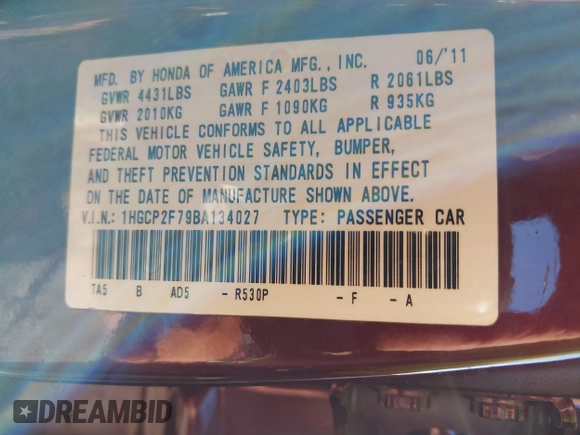 MFD. BY HONDA OF AMERICA MFG., INC. 06/'11
GVWR 4431LBS GAWR F 2403LBS R 2061LBS
GVWR 2010KG GAWR F 1090KG R 935KG
THIS VEHICLE CONFORMS TO ALL APPLICABLE
FEDERAL MOTOR VEHICLE SAFETY, BUMPER,
AND THEFT PREVENTION STANDARDS IN EFFECT
ON THE DATE OF MANUFACTURE SHOWN ABOVE.
V.I.N.: 1HGCP2F79BA134027 TYPE: PASSENGER CAR
TA5 B AD5 - R530P - F - A
DREAMBID